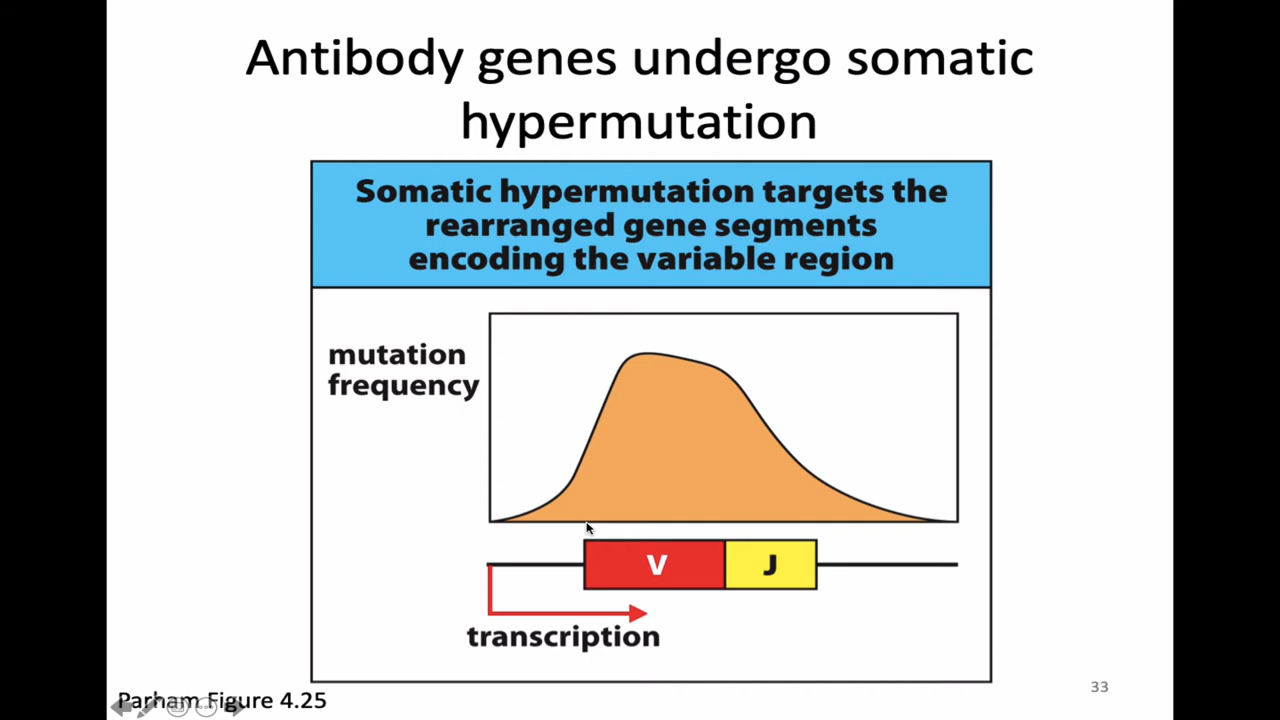 Antibody genes undergo somatic
hypermutation
Somatic hypermutation targets the
rearranged gene segments
encoding the variable region
mutation
frequency
V
J
transcription
Parham Figure 4.25
33